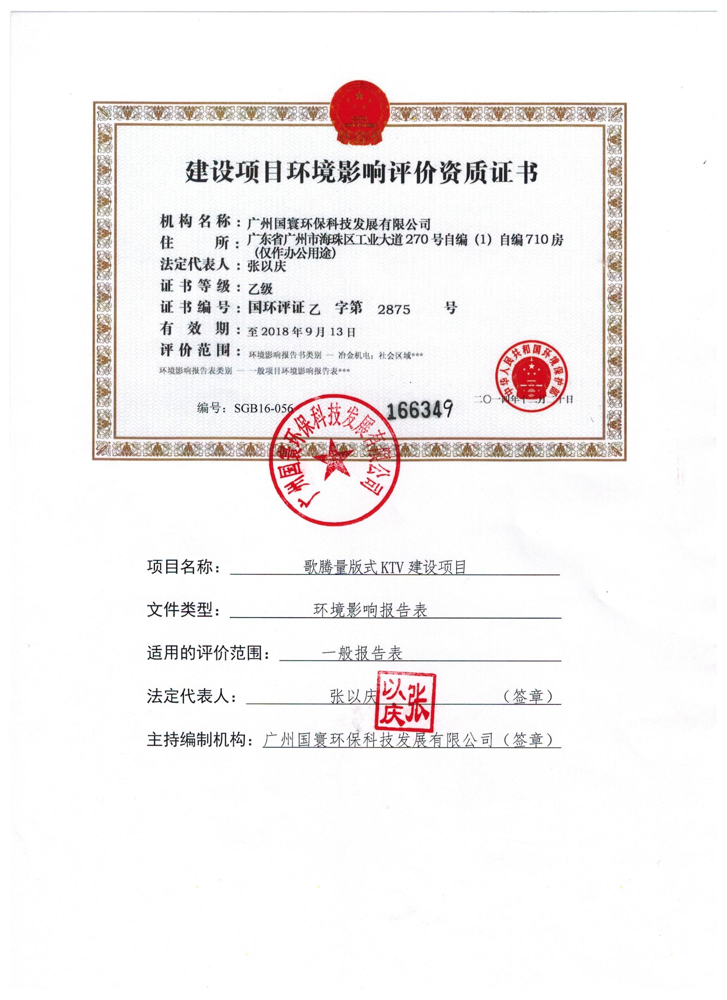 建设项目环境影响评价资质证书
机构名称：广州国寰环保科技发展有限公司
住所：广东省广州市海珠区工业大道270号自编（1）自编710房
（仅作办公用途）
法定代表人：张以庆
证书等级：乙级
证书编号：国环评证乙 字第 2875 号
有效期：至2018年9月13日
评价范围：环境影响报告书类别 — 冶金机电；社会区域***
环境影响报告表类别 — 一般项目环境影响报告表***
中华人民共和国环境保护部
二〇一四年十二月二十日
编号：SGB16-056
166349
广州国寰环保科技发展有限公司
项目名称：歌腾量版式KTV建设项目
文件类型：环境影响报告表
适用的评价范围：一般报告表
法定代表人：张以庆（签章）
张以庆
主持编制机构：广州国寰环保科技发展有限公司（签章）